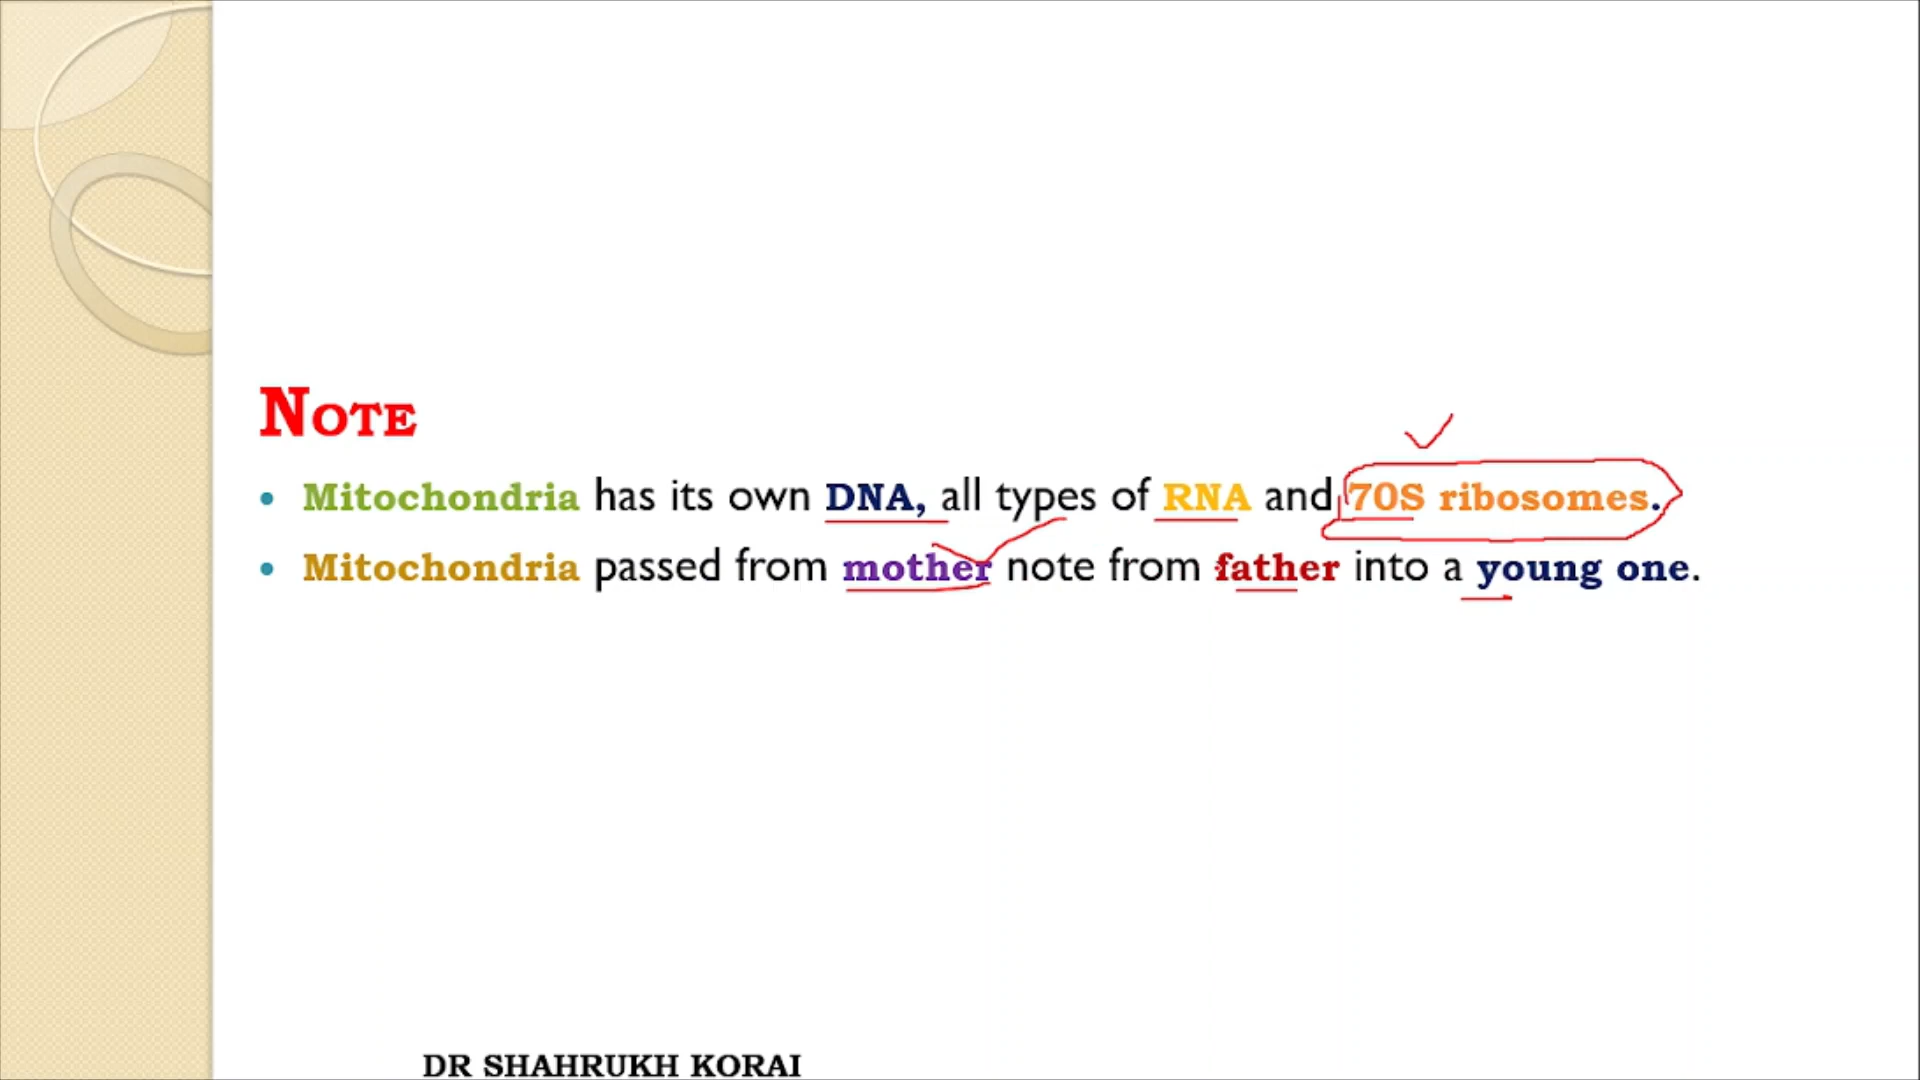 NOTE
Mitochondria has its own DNA, all types of RNA and 70S ribosomes.
Mitochondria passed from mother note from father into a young one.
DR SHAHRUKH KORAI